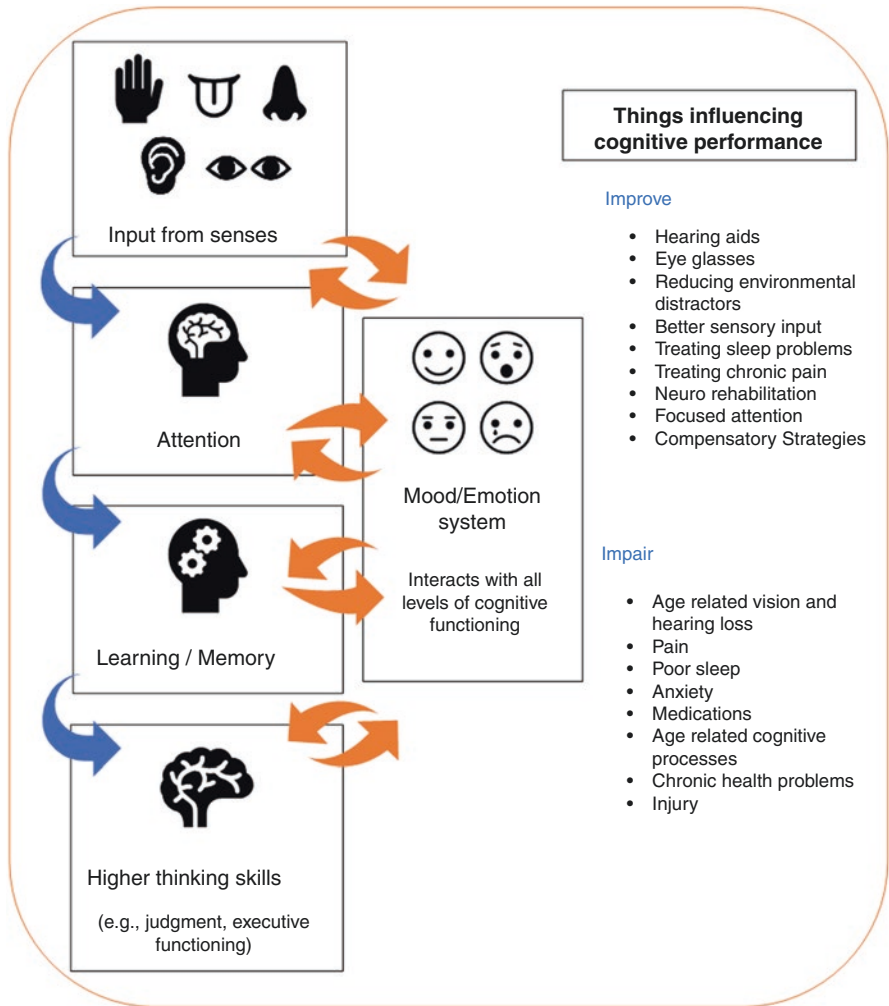 Input from senses
Attention
Learning / Memory
Higher thinking skills
(e.g., judgment, executive
functioning)
Mood/Emotion
system
Interacts with all
levels of cognitive
functioning
Things influencing
cognitive performance
Improve
• Hearing aids
• Eye glasses
• Reducing environmental
distractors
• Better sensory input
• Treating sleep problems
• Treating chronic pain
• Neuro rehabilitation
• Focused attention
• Compensatory Strategies
Impair
• Age related vision and
hearing loss
• Pain
• Poor sleep
• Anxiety
• Medications
• Age related cognitive
processes
• Chronic health problems
• Injury